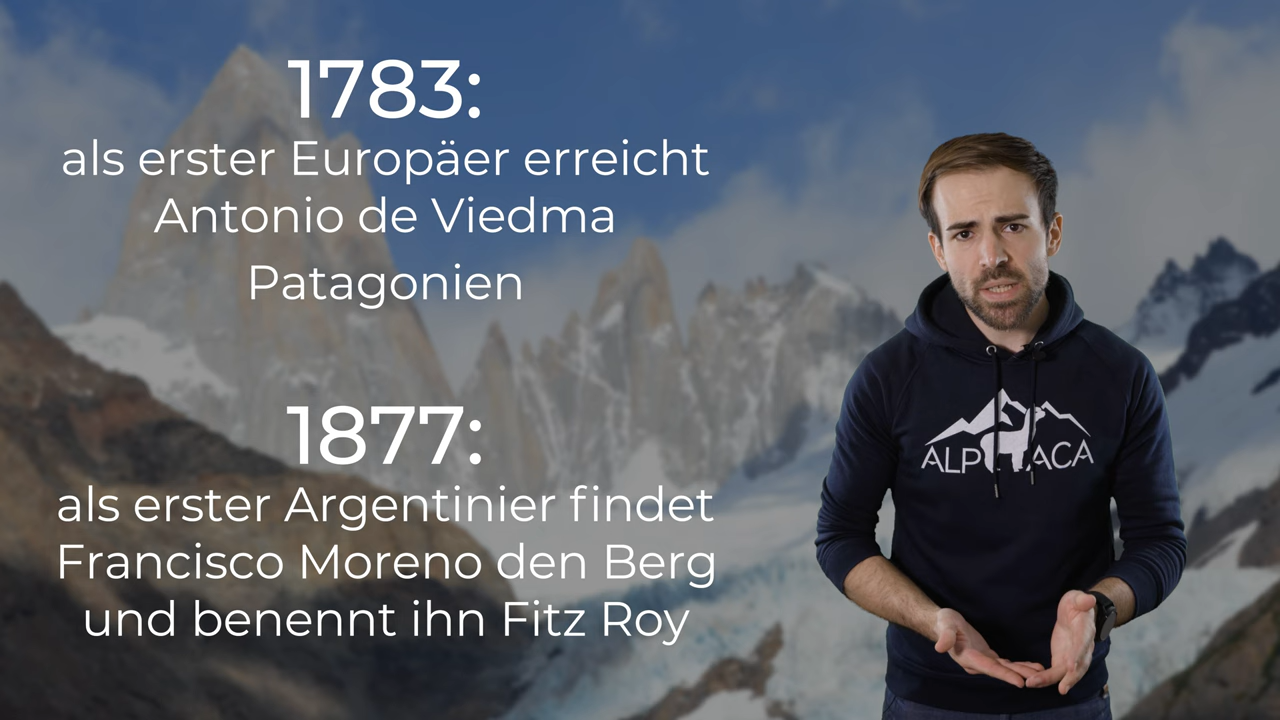 1783:
als erster Europäer erreicht
Antonio de Viedma
Patagonien
1877:
als erster Argentinier findet
Francisco Moreno den Berg
und benennt ihn Fitz Roy
ALPACA